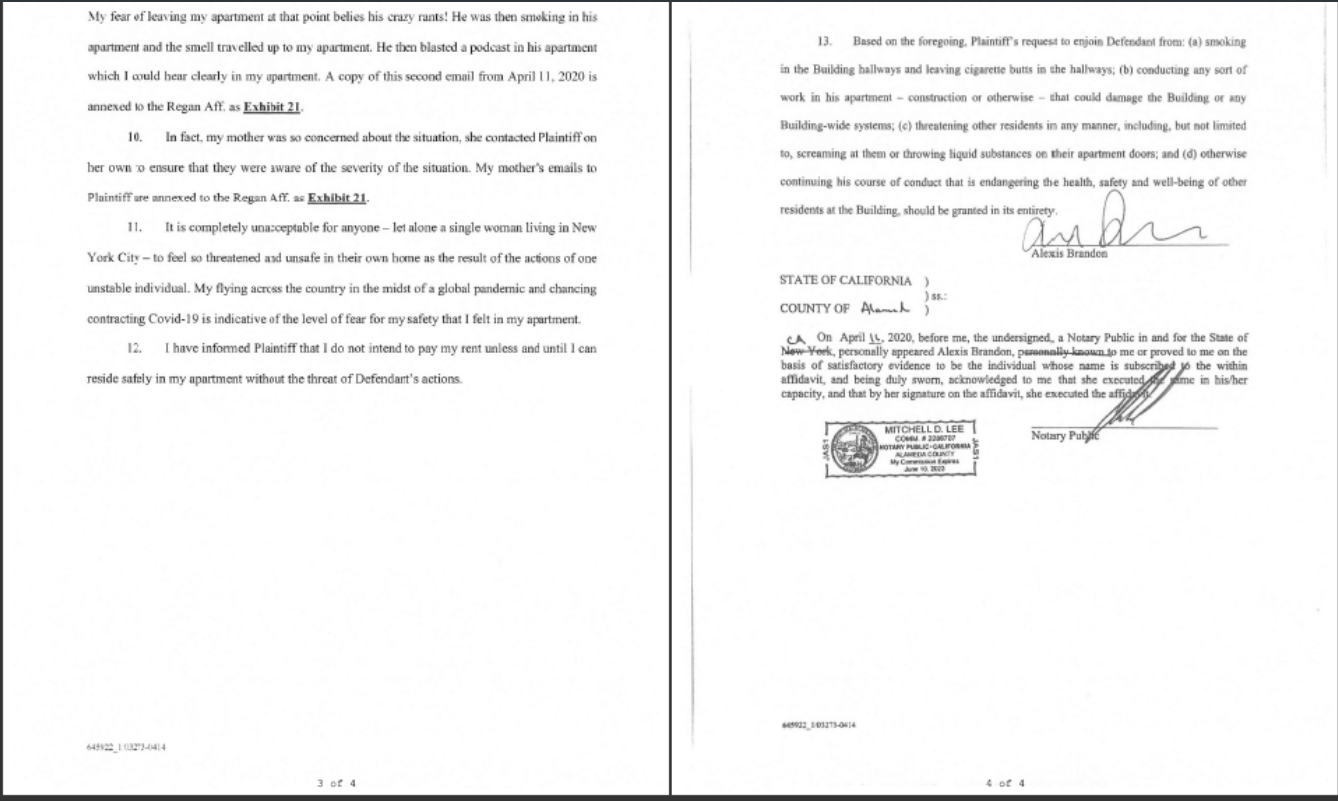 My fear of leaving my apartment at that point belies his crazy rants! He was then smoking in his
apartment and the smell travelled up to my apartment. He then blasted a podcast in his apartment
which I could hear clearly in my apartment. A copy of this second email from April 11, 2020 is
annexed to the Regan Aff. as Exhibit 21.
10. In fact, my mother was so concerned about the situation, she contacted Plaintiff on
her own to ensure that they were aware of the severity of the situation. My mother's emails to
Plaintiff are annexed to the Regan Aff. as Exhibit 21.
11. It is completely unacceptable for anyone – let alone a single woman living in New
York City – to feel so threatened and unsafe in their own home as the result of the actions of one
unstable individual. My flying across the country in the midst of a global pandemic and chancing
contracting Covid-19 is indicative of the level of fear for my safety that I felt in my apartment.
12. I have informed Plaintiff that I do not intend to pay my rent unless and until I can
reside safely in my apartment without the threat of Defendant's actions.
645922_1:03273-0414
3 of 4
13. Based on the foregoing, Plaintiff's request to enjoin Defendant from: (a) smoking
in the Building hallways and leaving cigarette butts in the hallways; (b) conducting any sort of
work in his apartment – construction or otherwise – that could damage the Building or any
Building-wide systems; (c) threatening other residents in any manner, including, but not limited
to, screaming at them or throwing liquid substances on their apartment doors; and (d) otherwise
continuing his course of conduct that is endangering the health, safety and well-being of other
residents at the Building, should be granted in its entirety.
Alexis Brandon
STATE OF CALIFORNIA )
) ss.:
COUNTY OF )
CA On April 2020, before me, the undersigned, a Notary Public in and for the State of
New York, personally appeared Alexis Brandon, personally known to me or proved to me on the
basis of satisfactory evidence to be the individual whose name is subscribed to the within
affidavit, and being duly sworn, acknowledged to me that she executed the same in his/her
capacity, and that by her signature on the affidavit, she executed the
Notary Public
MITCHELL D. LEE
COMM. #
NOTARY PUBLIC-CALIFORNIA
ALAMEDA COUNTY
My Commission Expires
June 10,
JAS1
JAS1
645922_1:03273-0414
4 of 4